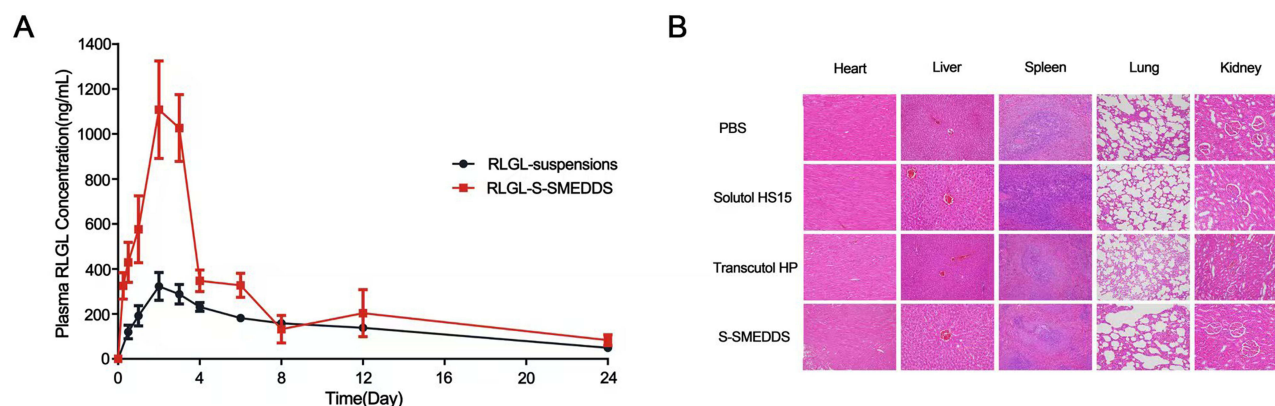 A
1400
1200
1000
800
600
400
200
0
Plasma RLGL Concentration(ng/mL)
0 4 8 12 16 20 24
Time(Day)
RLGL-suspensions
RLGL-S-SMEDDS
B
Heart Liver Spleen Lung Kidney
PBS
Solutol HS15
Transcutol HP
S-SMEDDS